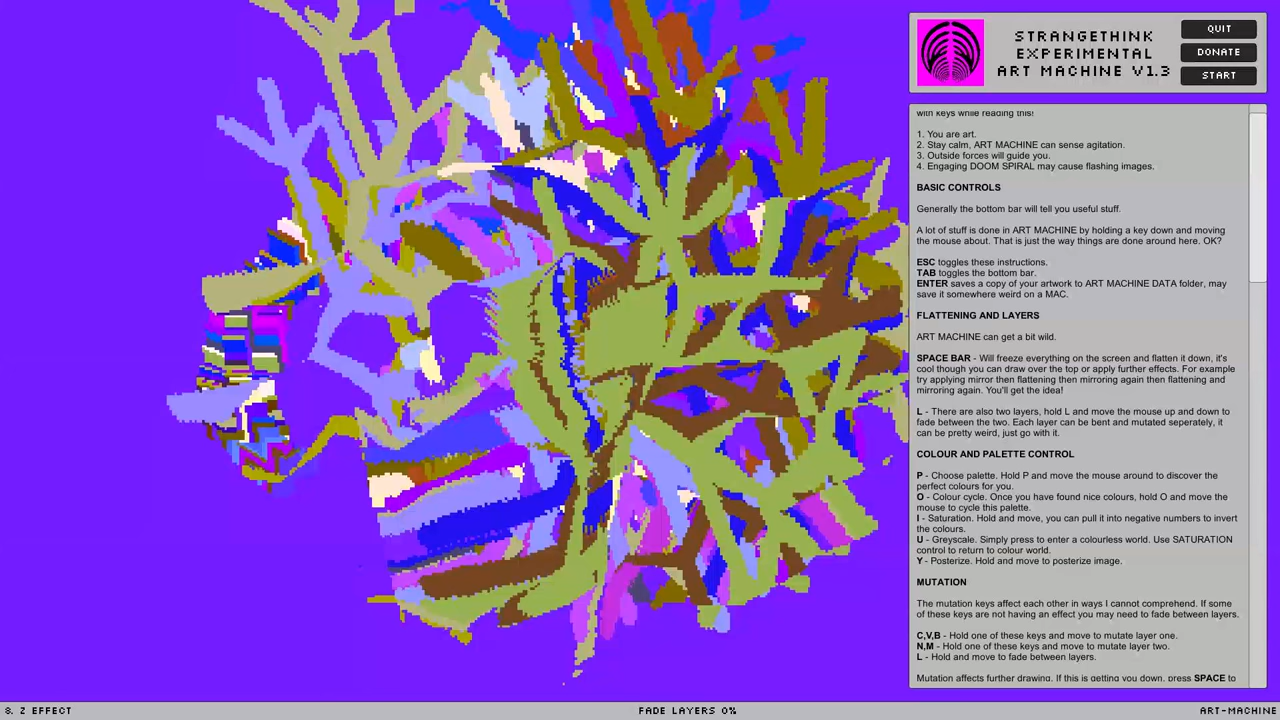 STRANGETHINK
EXPERIMENTAL
ART MACHINE V1.3
QUIT
DONATE
START
with keys while reading this!
1. You are art.
2. Stay calm, ART MACHINE can sense agitation.
3. Outside forces will guide you.
4. Engaging DOOM SPIRAL may cause flashing images.
BASIC CONTROLS
Generally the bottom bar will tell you useful stuff.
A lot of stuff is done in ART MACHINE by holding a key down and moving
the mouse about. That is just the way things are done around here. OK?
ESC toggles these instructions.
TAB toggles the bottom bar.
ENTER saves a copy of your artwork to ART MACHINE DATA folder, may
save it somewhere weird on a MAC.
FLATTENING AND LAYERS
ART MACHINE can get a bit wild.
SPACE BAR - Will freeze everything on the screen and flatten it down, it's
cool though you can draw over the top or apply further effects. For example
try applying mirror then flattening then mirroring again then flattening and
mirroring again. You'll get the idea!
L - There are also two layers, hold L and move the mouse up and down to
fade between the two. Each layer can be bent and mutated seperately, it
can be pretty weird, just go with it.
COLOUR AND PALETTE CONTROL
P - Choose palette. Hold P and move the mouse around to discover the
perfect colours for you.
O - Colour cycle. Once you have found nice colours, hold O and move the
mouse to cycle this palette.
I - Saturation. Hold and move, you can pull it into negative numbers to invert
the colours.
U - Greyscale. Simply press to enter a colourless world. Use SATURATION
control to return to colour world.
Y - Posterize. Hold and move to posterize image.
MUTATION
The mutation keys affect each other in ways I cannot comprehend. If some
of these keys are not having an effect you may need to fade between layers.
C,V,B - Hold one of these keys and move to mutate layer one.
N,M - Hold one of these keys and move to mutate layer two.
L - Hold and move to fade between layers.
Mutation affects further drawing. If this is getting you down, press SPACE to
8. Z EFFECT
FADE LAYERS 0%
ART-MACHINE